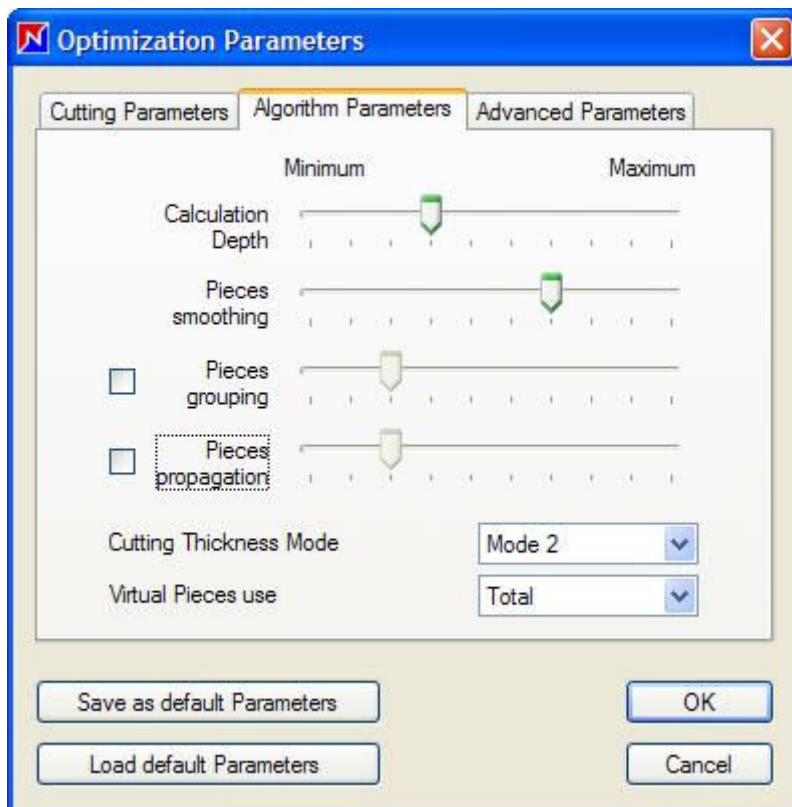 Optimization Parameters
Cutting Parameters Algorithm Parameters Advanced Parameters
Minimum Maximum
Calculation
Depth
Pieces
smoothing
Pieces
grouping
Pieces
propagation
Cutting Thickness Mode Mode 2
Virtual Pieces use Total
Save as default Parameters OK
Load default Parameters Cancel